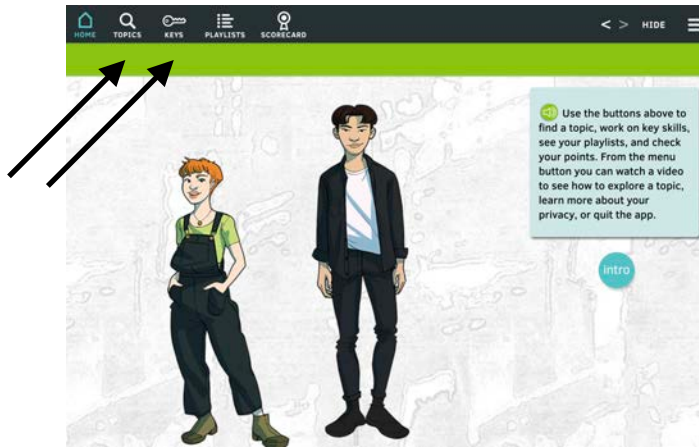 HOME TOPICS KEYS PLAYLISTS SCORECARD < > HIDE
Use the buttons above to
find a topic, work on key skills,
see your playlists, and check
your points. From the menu
button you can watch a video
to see how to explore a topic,
learn more about your
privacy, or quit the app.
intro